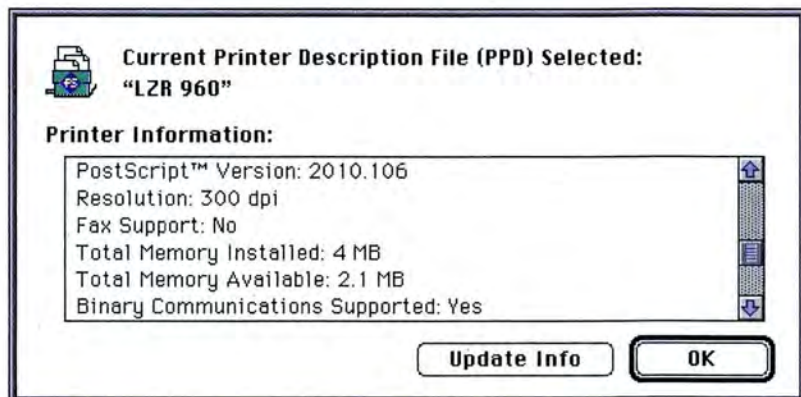 Current Printer Description File (PPD) Selected:
“LZR 960”
Printer Information:
PostScript™ Version: 2010.106
Resolution: 300 dpi
Fax Support: No
Total Memory Installed: 4 MB
Total Memory Available: 2.1 MB
Binary Communications Supported: Yes
Update Info
OK